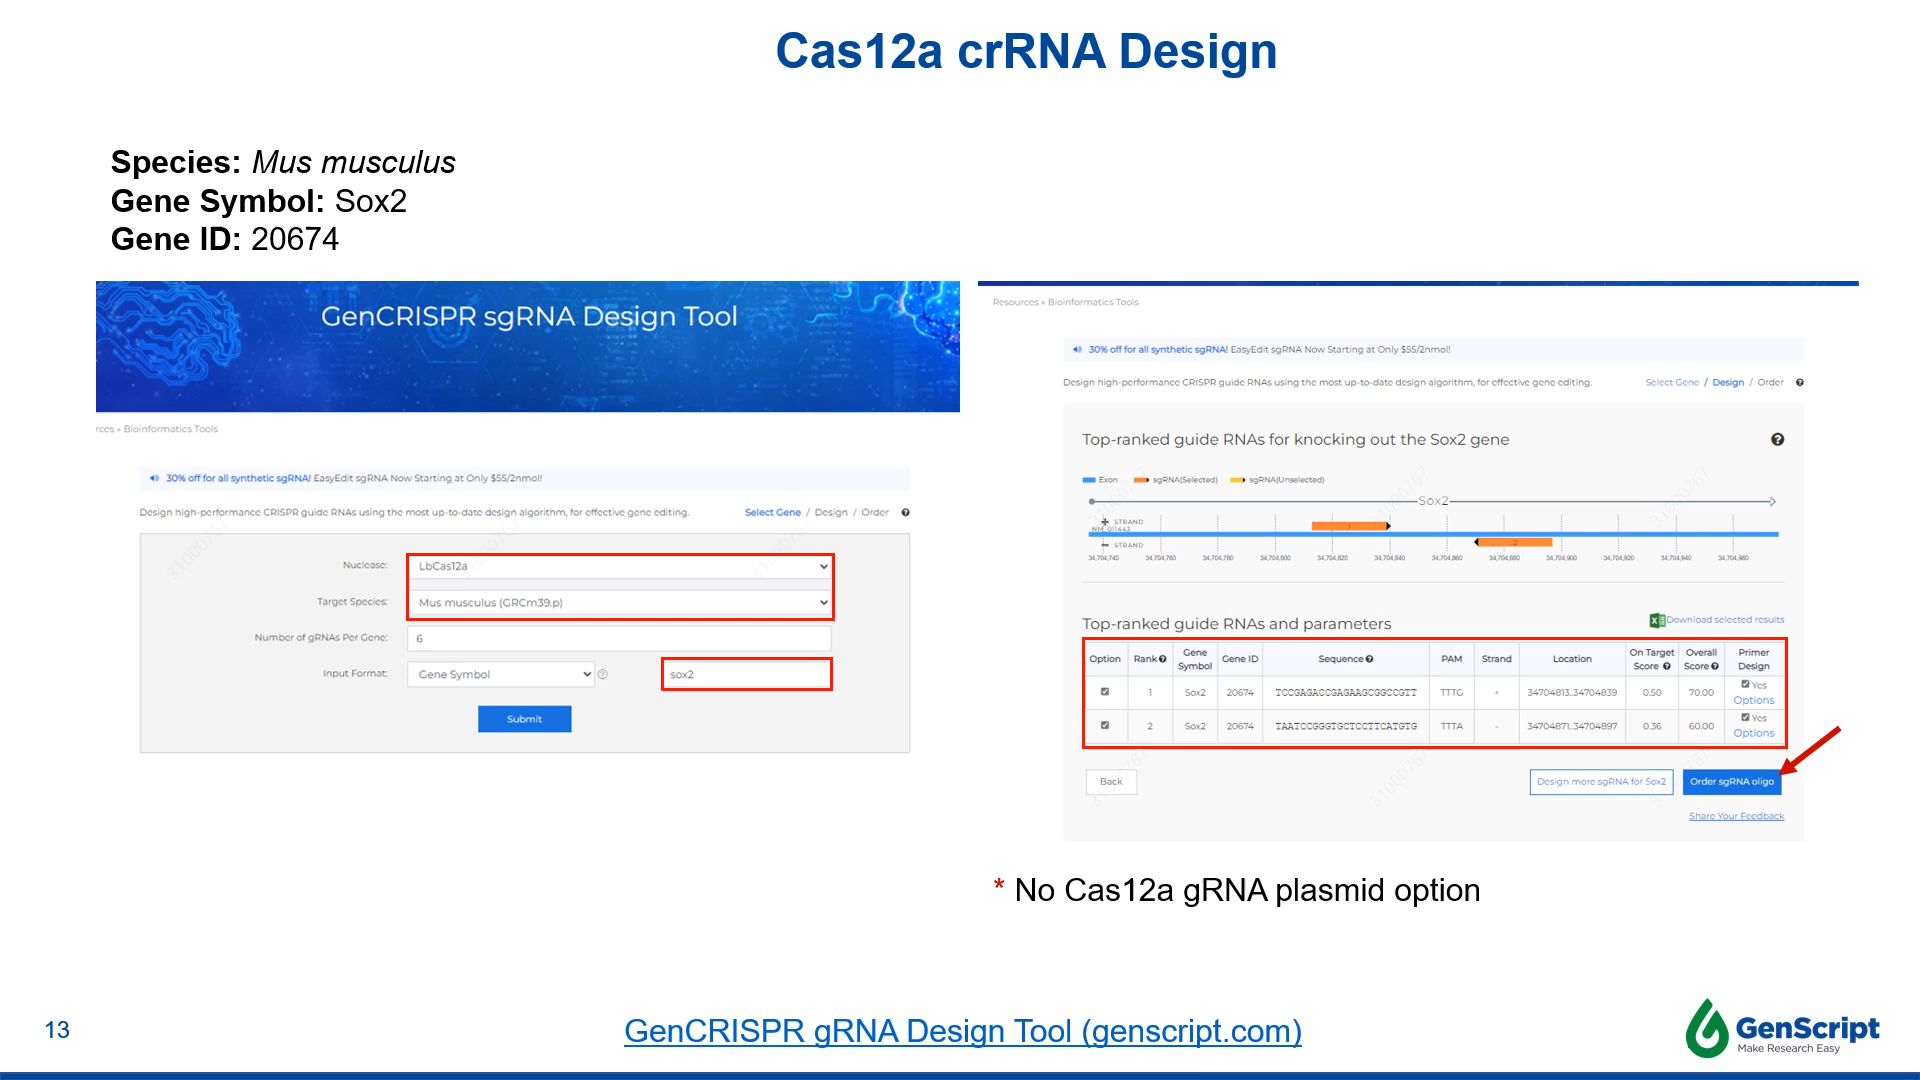 Cas12a crRNA Design
Species: Mus musculus
Gene Symbol: Sox2
Gene ID: 20674
GenCRISPR sgRNA Design Tool
rces » Bioinformatics Tools
30% off for all synthetic sgRNA! EasyEdit sgRNA Now Starting at Only $55/2nmol!
Design high-performance CRISPR guide RNAs using the most up-to-date design algorithm, for effective gene editing. Select Gene / Design / Order
Nuclease: LbCas12a
Target Species: Mus musculus (GRCm39.p)
Number of gRNAs Per Gene: 6
Input Format: Gene Symbol sox2
Submit
Resources » Bioinformatics Tools
30% off for all synthetic sgRNA! EasyEdit sgRNA Now Starting at Only $55/2nmol!
Design high-performance CRISPR guide RNAs using the most up-to-date design algorithm, for effective gene editing. Select Gene / Design / Order
Top-ranked guide RNAs for knocking out the Sox2 gene
Exon sgRNA(Selected) sgRNA(Unselected)
Sox2
+ STRAND
1
NM_011443
2
- STRAND
34,704,740 34,704,760 34,704,780 34,704,800 34,704,820 34,704,840 34,704,860 34,704,880 34,704,900 34,704,920 34,704,940 34,704,960
Top-ranked guide RNAs and parameters
Download selected results
Option Rank Gene Symbol Gene ID Sequence PAM Strand Location On Target Score Overall Score Primer Design
1 Sox2 20674 TCCGAGACCGAGAAGCGGCCGTT TTTG + 34704813..34704839 0.50 70.00 Yes
Options
2 Sox2 20674 TAATCCGGGTGCTCCTTCATGTG TTTA - 34704871..34704897 0.36 60.00 Yes
Options
Back
Design more sgRNA for Sox2
Order sgRNA oligo
Share Your Feedback
31000767
* No Cas12a gRNA plasmid option
13
GenCRISPR gRNA Design Tool (genscript.com)
GenScript
Make Research Easy